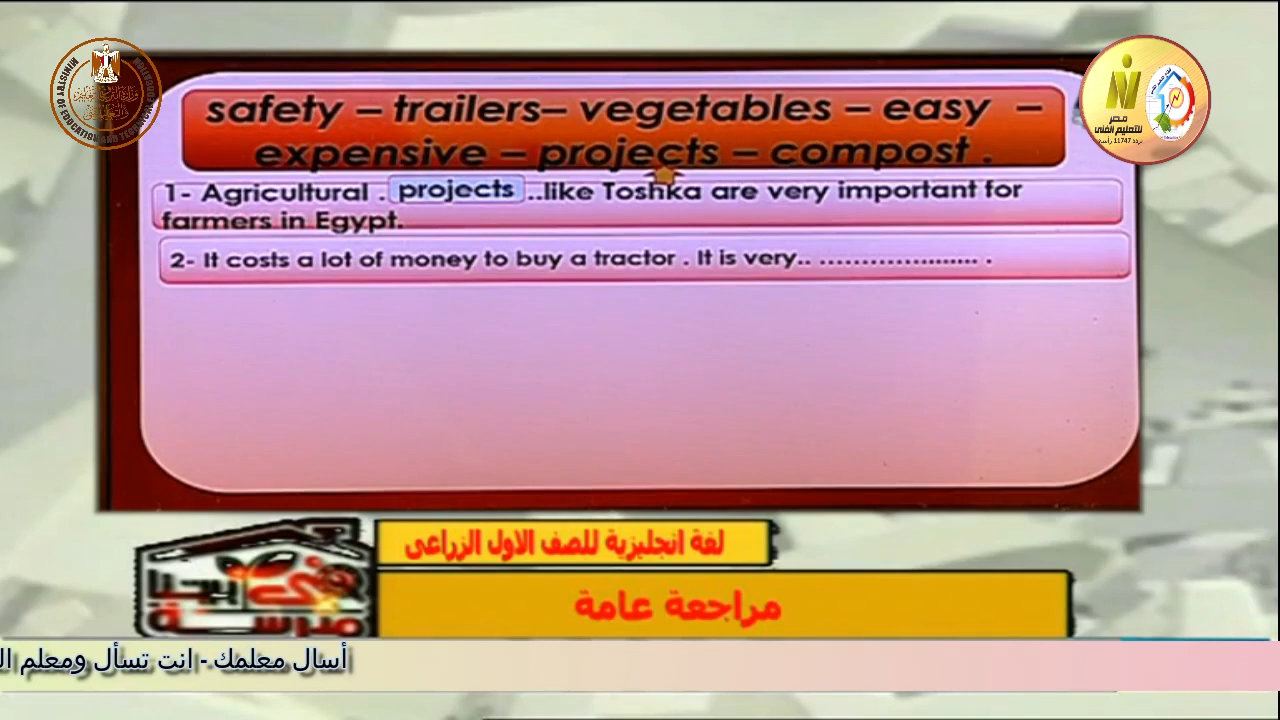 safety – trailers– vegetables – easy –
expensive – projects – compost .
1- Agricultural . projects ..like Toshka are very important for
farmers in Egypt.
2- It costs a lot of money to buy a tractor . It is very.. ..................... .
لغة انجليزية للصف الاول الزراعى
مراجعة عامة
أسال معلمك - انت تسأل ومعلم
مصر
للتعليم الفنى